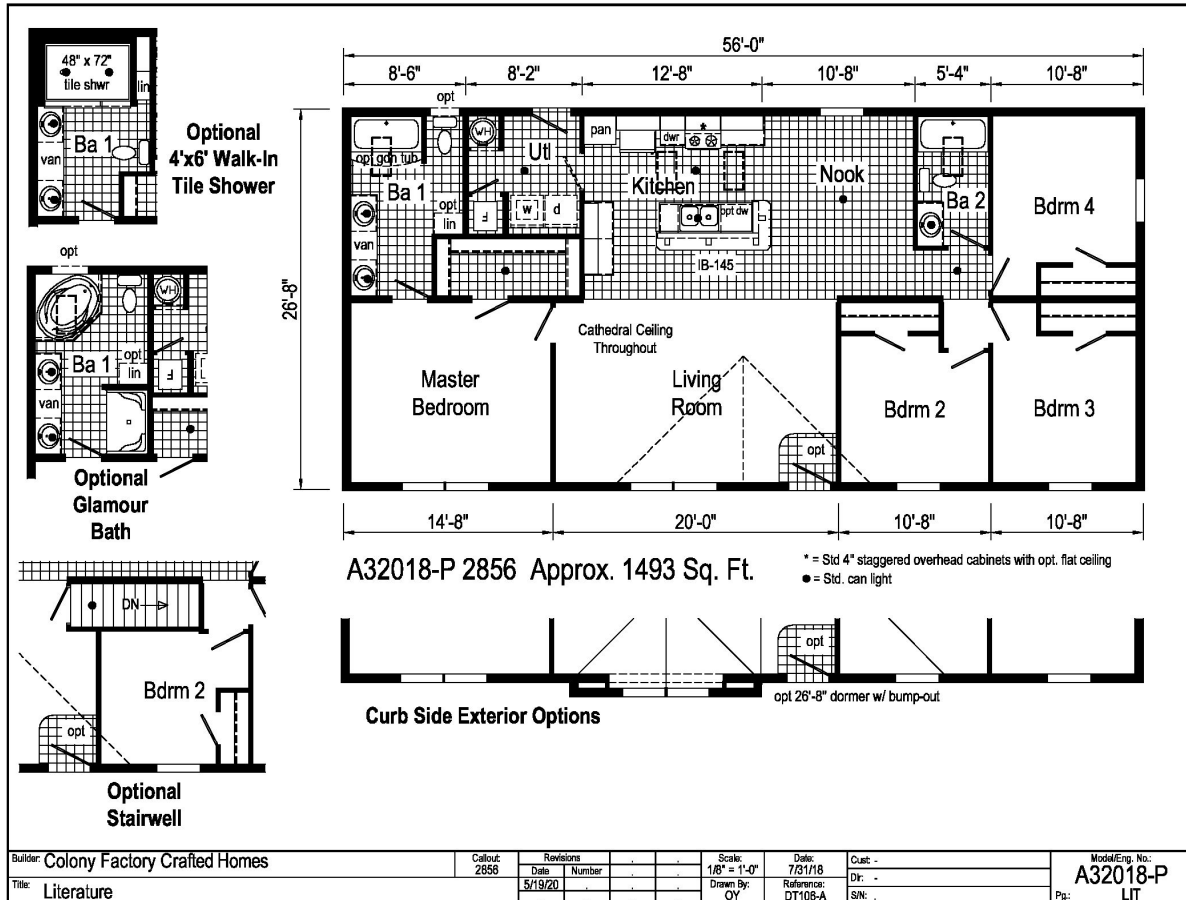 48" x 72"
tile shwr
lin
Ba 1
van
Optional
4'x6' Walk-In
Tile Shower
opt
WH
Ba 1
opt
lin
F
van
Optional
Glamour
Bath
DN
Bdrm 2
opt
Optional
Stairwell
56'-0"
8'-6"
8'-2"
12'-8"
10'-8"
5'-4"
10'-8"
26'-8"
opt
opt gdn tub
Ba 1
opt
lin
van
WH
Utl
F
w
d
pan
dwr
*
Kitchen
opt dw
IB-145
Nook
Ba 2
Bdrm 4
Cathedral Ceiling
Throughout
Master
Bedroom
Living
Room
opt
Bdrm 2
Bdrm 3
14'-8"
20'-0"
10'-8"
10'-8"
A32018-P 2856 Approx. 1493 Sq. Ft.
* = Std 4" staggered overhead cabinets with opt. flat ceiling
● = Std. can light
opt
opt 26'-8" dormer w/ bump-out
Curb Side Exterior Options
Builder: Colony Factory Crafted Homes
Title: Literature
Callout: 2856
Revisions
Date Number
5/19/20
Scale: 1/8" = 1'-0"
Drawn By: OY
Date: 7/31/18
Reference: DT106-A
Cust: -
Dir: -
S/N: .
Model/Eng. No.: A32018-P
Pg.: LIT